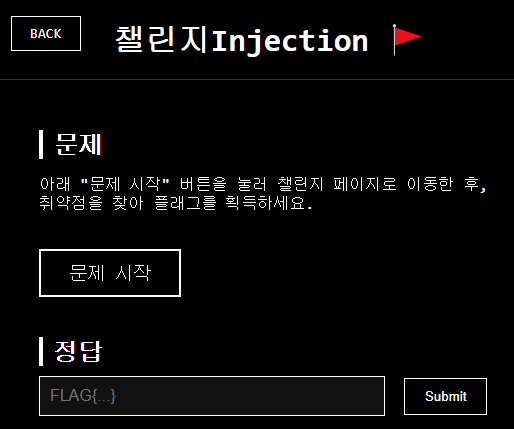 BACK
챌린지Injection
문제
아래 "문제 시작" 버튼을 눌러 챌린지 페이지로 이동한 후,
취약점을 찾아 플래그를 획득하세요.
문제 시작
정답
FLAG{...}
Submit